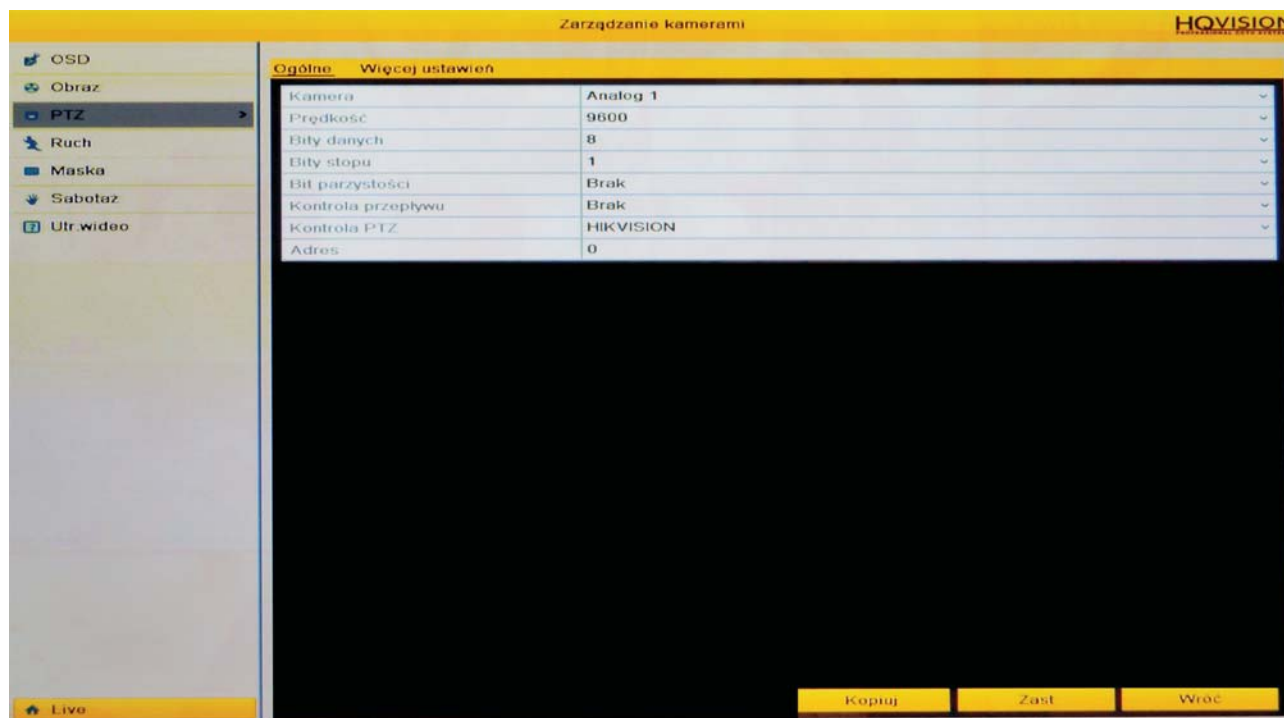 Zarządzanie kamerami
HQVISION
OSD
Obraz
PTZ
Ruch
Maska
Sabotaż
Utr.wideo
Ogólne Więcej ustawień
Kamera Analog 1
Prędkość 9600
Bity danych 8
Bity stopu 1
Bit parzystości Brak
Kontrola przepływu Brak
Kontrola PTZ HIKVISION
Adres 0
Kopiuj Zast Wróć
Live